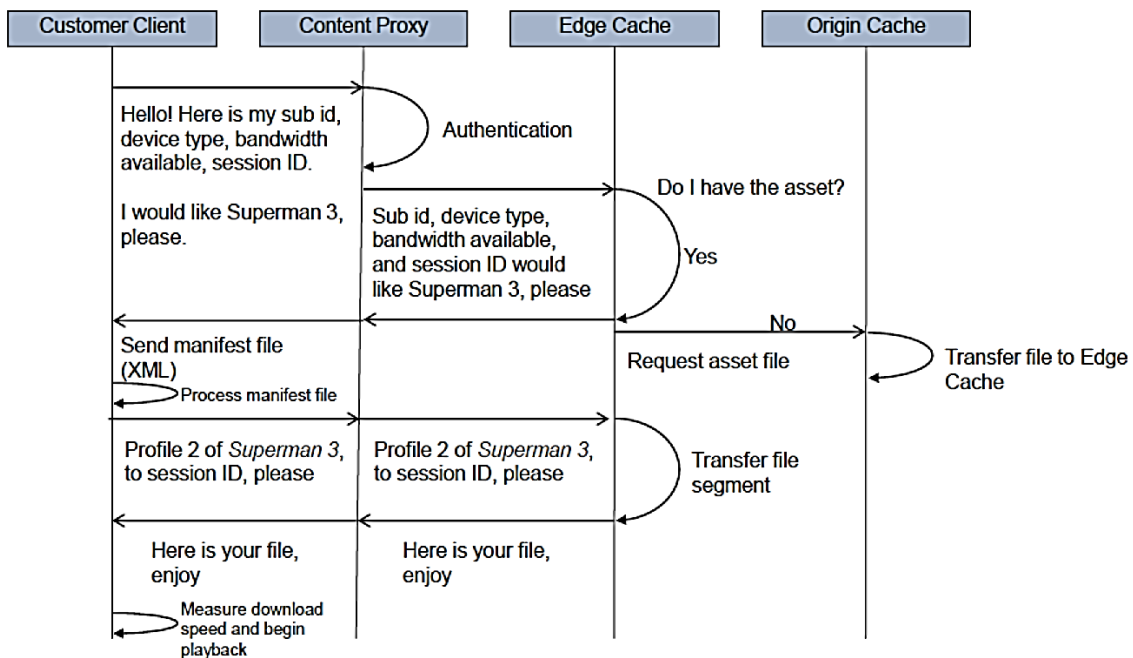 Customer Client
Content Proxy
Edge Cache
Origin Cache
Hello! Here is my sub id,
device type, bandwidth
available, session ID.
I would like Superman 3,
please.
Authentication
Do I have the asset?
Sub id, device type,
bandwidth available,
and session ID would
like Superman 3, please
Yes
No
Send manifest file
(XML)
Process manifest file
Request asset file
Transfer file to Edge
Cache
Profile 2 of Superman 3,
to session ID, please
Profile 2 of Superman 3,
to session ID, please
Transfer file
segment
Here is your file,
enjoy
Here is your file,
enjoy
Measure download
speed and begin
playback